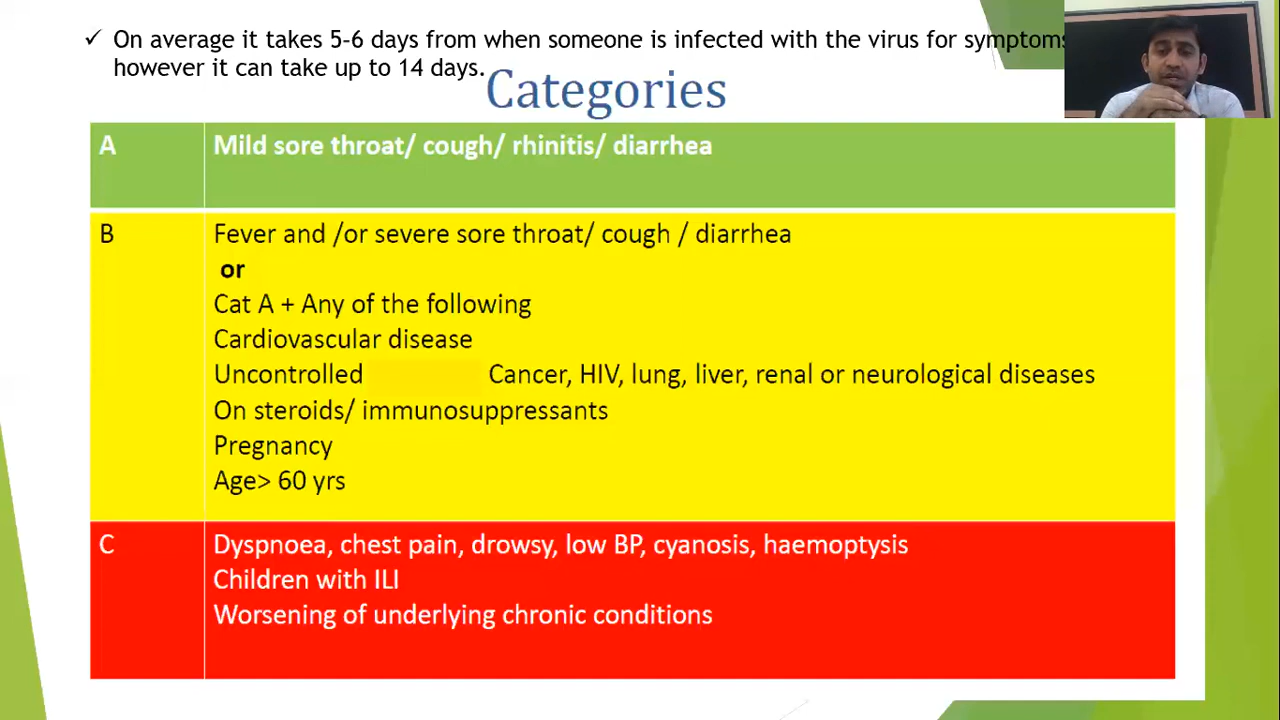 ✓ On average it takes 5-6 days from when someone is infected with the virus for symptoms
however it can take up to 14 days.
Categories
A Mild sore throat/ cough/ rhinitis/ diarrhea
B Fever and /or severe sore throat/ cough / diarrhea
or
Cat A + Any of the following
Cardiovascular disease
Uncontrolled Cancer, HIV, lung, liver, renal or neurological diseases
On steroids/ immunosuppressants
Pregnancy
Age> 60 yrs
C Dyspnoea, chest pain, drowsy, low BP, cyanosis, haemoptysis
Children with ILI
Worsening of underlying chronic conditions